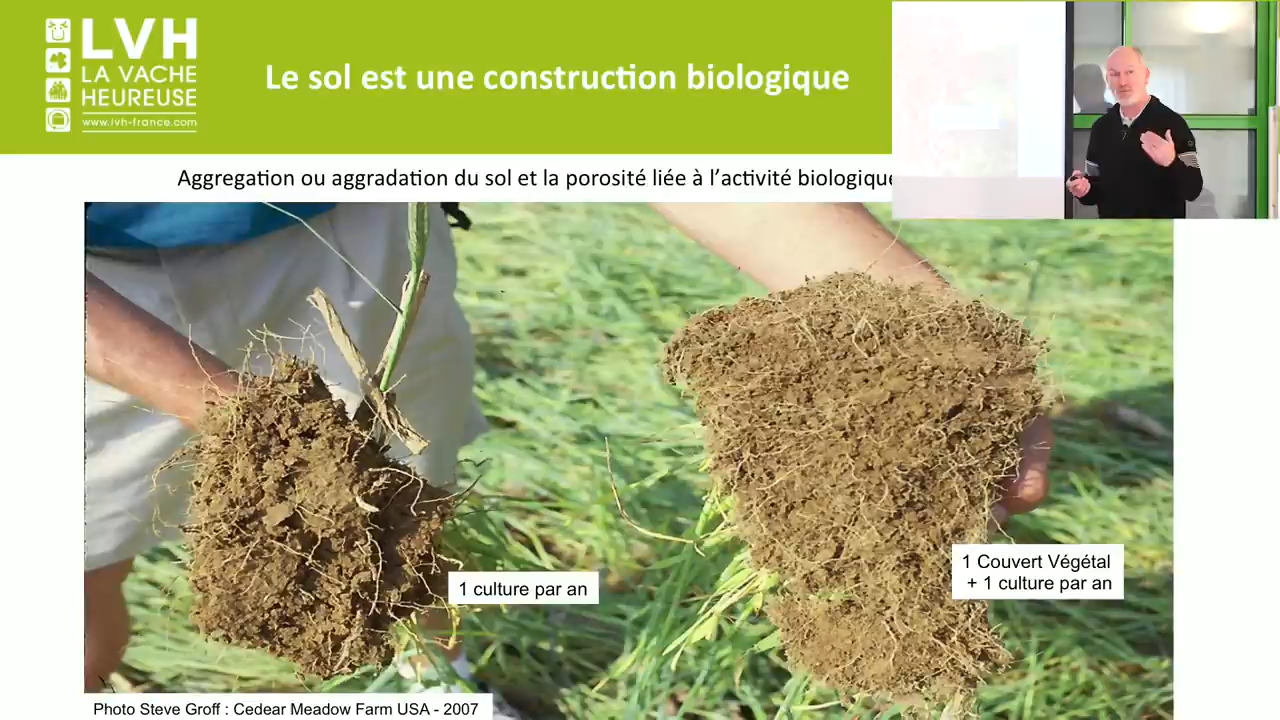 LVH
LA VACHE
HEUREUSE
www.lvh-france.com
Le sol est une construction biologique
Aggregation ou aggradation du sol et la porosité liée à l'activité biologique
1 culture par an
1 Couvert Végétal
+ 1 culture par an
Photo Steve Groff : Cedear Meadow Farm USA - 2007